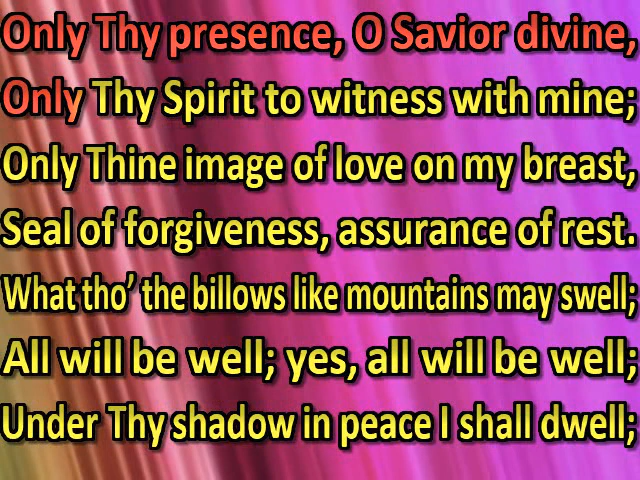 Only Thy presence, O Savior divine,
Only Thy Spirit to witness with mine;
Only Thine image of love on my breast,
Seal of forgiveness, assurance of rest.
What tho' the billows like mountains may swell;
All will be well; yes, all will be well;
Under Thy shadow in peace I shall dwell;